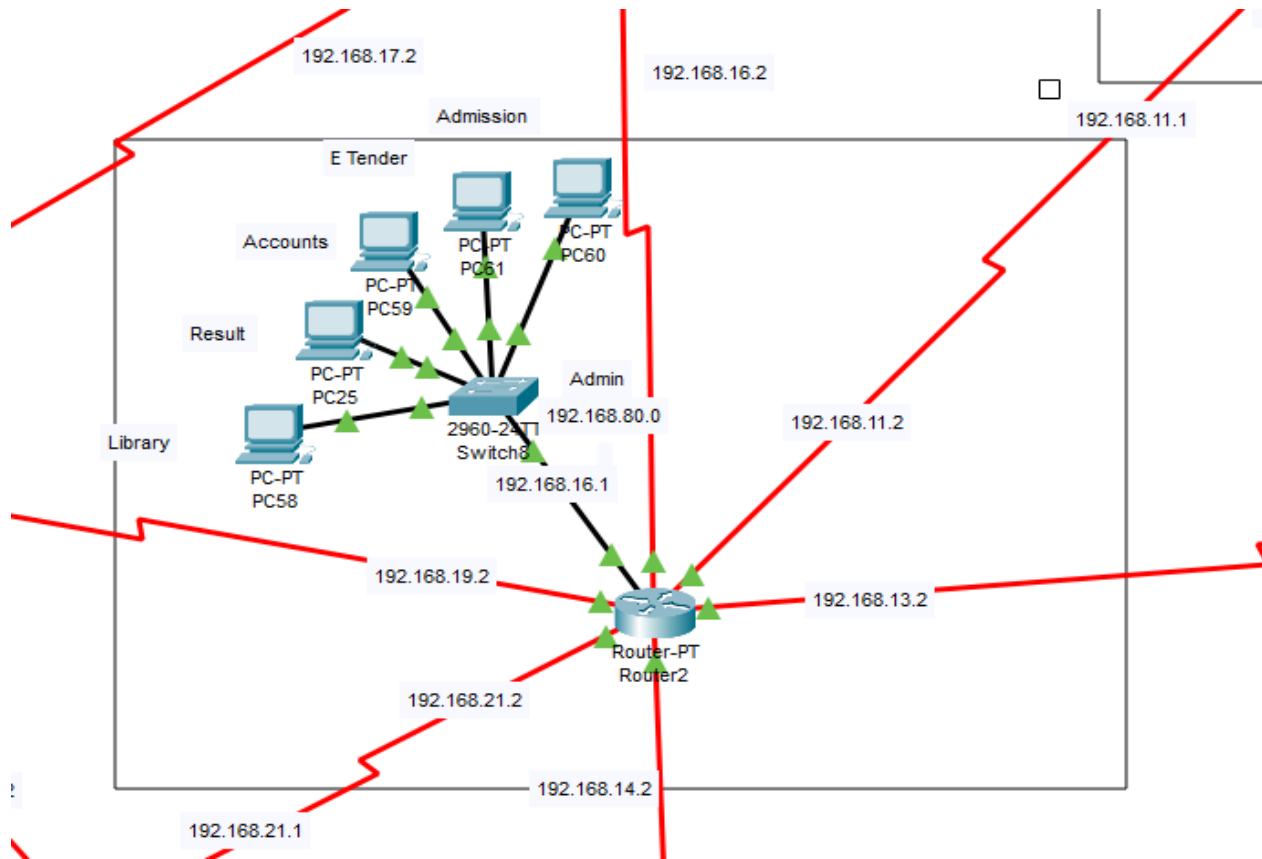 192.168.17.2
192.168.16.2
192.168.11.1
Admission
E Tender
PC-PT
PC60
PC-PT
PC61
Accounts
PC-PT
PC59
Result
PC-PT
PC25
Admin
192.168.80.0
192.168.11.2
2960-24TT
Switch8
Library
PC-PT
PC58
192.168.16.1
192.168.19.2
192.168.13.2
Router-PT
Router2
192.168.21.2
192.168.14.2
192.168.21.1